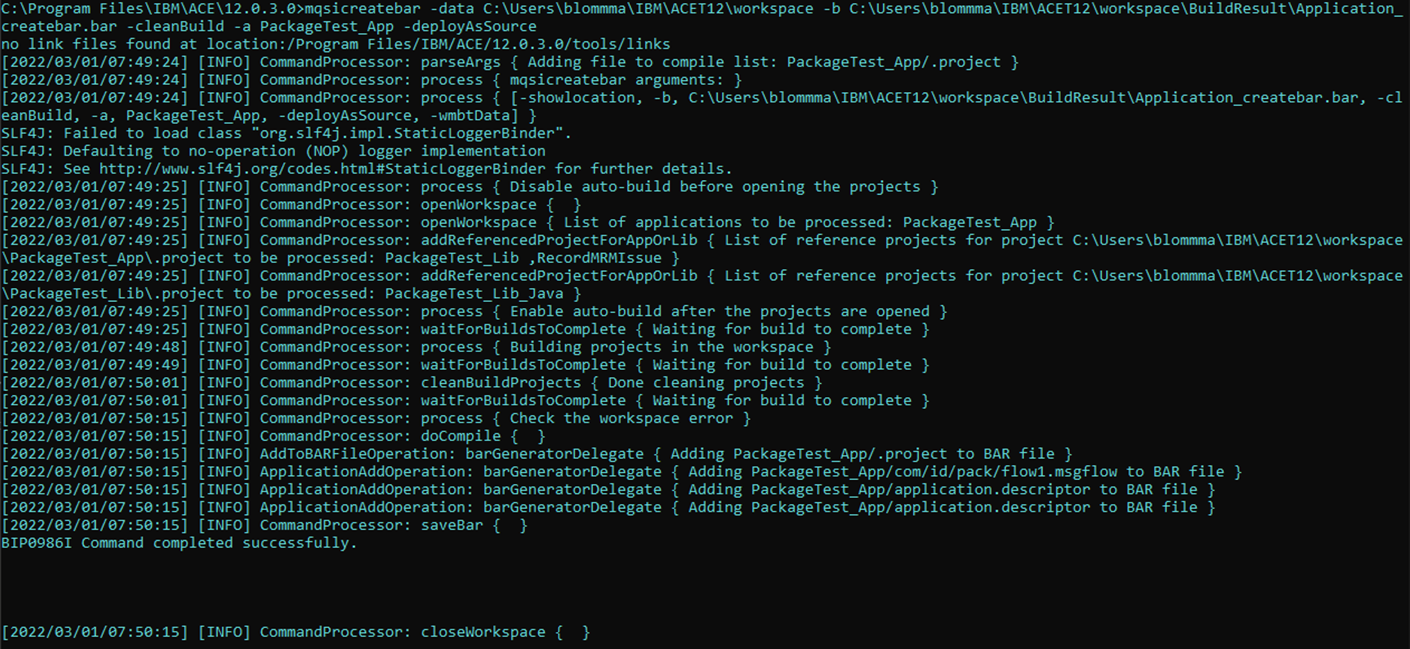 C:\Program Files\IBM\ACE\12.0.3.0>mqsicreatebar -data C:\Users\blommma\IBM\ACET12\workspace -b C:\Users\blommma\IBM\ACET12\workspace\BuildResult\Application_
createbar.bar -cleanBuild -a PackageTest_App -deployAsSource
no link files found at location:/Program Files/IBM/ACE/12.0.3.0/tools/links
[2022/03/01/07:49:24] [INFO] CommandProcessor: parseArgs { Adding file to compile list: PackageTest_App/.project }
[2022/03/01/07:49:24] [INFO] CommandProcessor: process { mqsicreatebar arguments: }
[2022/03/01/07:49:24] [INFO] CommandProcessor: process { [-showlocation, -b, C:\Users\blommma\IBM\ACET12\workspace\BuildResult\Application_createbar.bar, -cl
eanBuild, -a, PackageTest_App, -deployAsSource, -wmbtData] }
SLF4J: Failed to load class "org.slf4j.impl.StaticLoggerBinder".
SLF4J: Defaulting to no-operation (NOP) logger implementation
SLF4J: See http://www.slf4j.org/codes.html#StaticLoggerBinder for further details.
[2022/03/01/07:49:25] [INFO] CommandProcessor: process { Disable auto-build before opening the projects }
[2022/03/01/07:49:25] [INFO] CommandProcessor: openWorkspace {  }
[2022/03/01/07:49:25] [INFO] CommandProcessor: openWorkspace { List of applications to be processed: PackageTest_App }
[2022/03/01/07:49:25] [INFO] CommandProcessor: addReferencedProjectForAppOrLib { List of reference projects for project C:\Users\blommma\IBM\ACET12\workspace
\PackageTest_App\.project to be processed: PackageTest_Lib ,RecordMRMIssue }
[2022/03/01/07:49:25] [INFO] CommandProcessor: addReferencedProjectForAppOrLib { List of reference projects for project C:\Users\blommma\IBM\ACET12\workspace
\PackageTest_Lib\.project to be processed: PackageTest_Lib_Java }
[2022/03/01/07:49:25] [INFO] CommandProcessor: process { Enable auto-build after the projects are opened }
[2022/03/01/07:49:25] [INFO] CommandProcessor: waitForBuildsToComplete { Waiting for build to complete }
[2022/03/01/07:49:48] [INFO] CommandProcessor: process { Building projects in the workspace }
[2022/03/01/07:49:49] [INFO] CommandProcessor: waitForBuildsToComplete { Waiting for build to complete }
[2022/03/01/07:50:01] [INFO] CommandProcessor: cleanBuildProjects { Done cleaning projects }
[2022/03/01/07:50:01] [INFO] CommandProcessor: waitForBuildsToComplete { Waiting for build to complete }
[2022/03/01/07:50:15] [INFO] CommandProcessor: process { Check the workspace error }
[2022/03/01/07:50:15] [INFO] CommandProcessor: doCompile {  }
[2022/03/01/07:50:15] [INFO] AddToBARFileOperation: barGeneratorDelegate { Adding PackageTest_App/.project to BAR file }
[2022/03/01/07:50:15] [INFO] ApplicationAddOperation: barGeneratorDelegate { Adding PackageTest_App/com/id/pack/flow1.msgflow to BAR file }
[2022/03/01/07:50:15] [INFO] ApplicationAddOperation: barGeneratorDelegate { Adding PackageTest_App/application.descriptor to BAR file }
[2022/03/01/07:50:15] [INFO] ApplicationAddOperation: barGeneratorDelegate { Adding PackageTest_App/application.descriptor to BAR file }
[2022/03/01/07:50:15] [INFO] CommandProcessor: saveBar {  }
BIP0986I Command completed successfully.
[2022/03/01/07:50:15] [INFO] CommandProcessor: closeWorkspace {  }